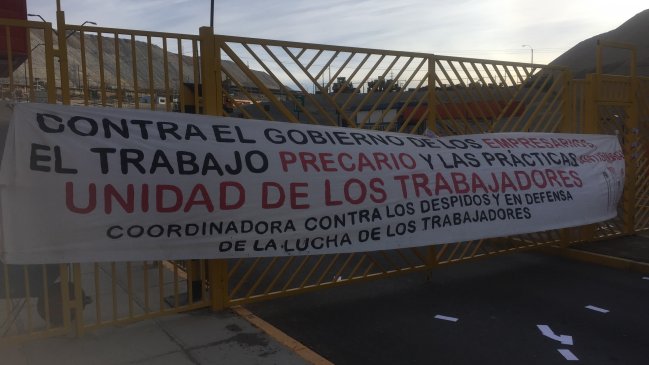 CONTRA EL GOBIERNO DE LOS EMPRESARIOS
EL TRABAJO PRECARIO Y LAS PRÁCTICAS
UNIDAD DE LOS TRABAJADORES
COORDINADORA CONTRA LOS DESPIDOS Y EN DEFENSA
DE LA LUCHA DE LOS TRABAJADORES